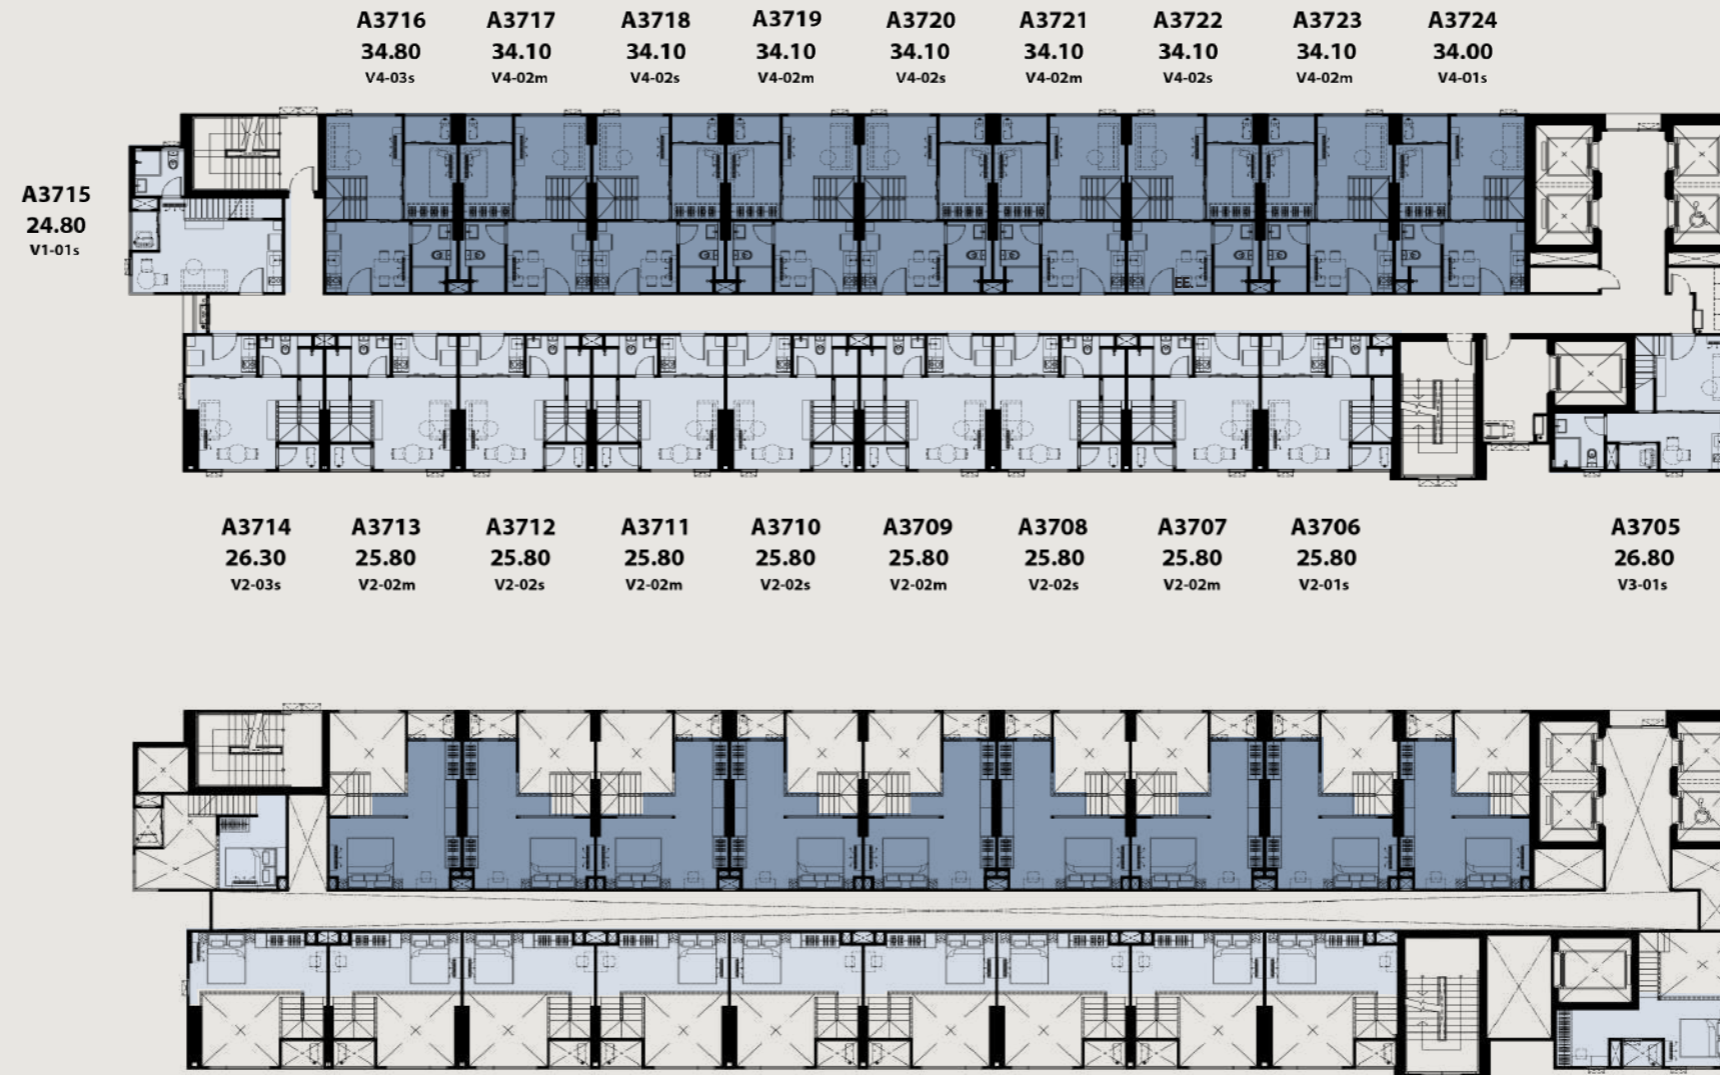 A3716 A3717 A3718 A3719 A3720 A3721 A3722 A3723 A3724
34.80 34.10 34.10 34.10 34.10 34.10 34.10 34.10 34.00
V4-03s V4-02m V4-02s V4-02m V4-02s V4-02m V4-02s V4-02m V4-01s
A3715
24.80
V1-01s
EE.
A3714 A3713 A3712 A3711 A3710 A3709 A3708 A3707 A3706 A3705
26.30 25.80 25.80 25.80 25.80 25.80 25.80 25.80 25.80 26.80
V2-03s V2-02m V2-02s V2-02m V2-02s V2-02m V2-02s V2-02m V2-01s V3-01s